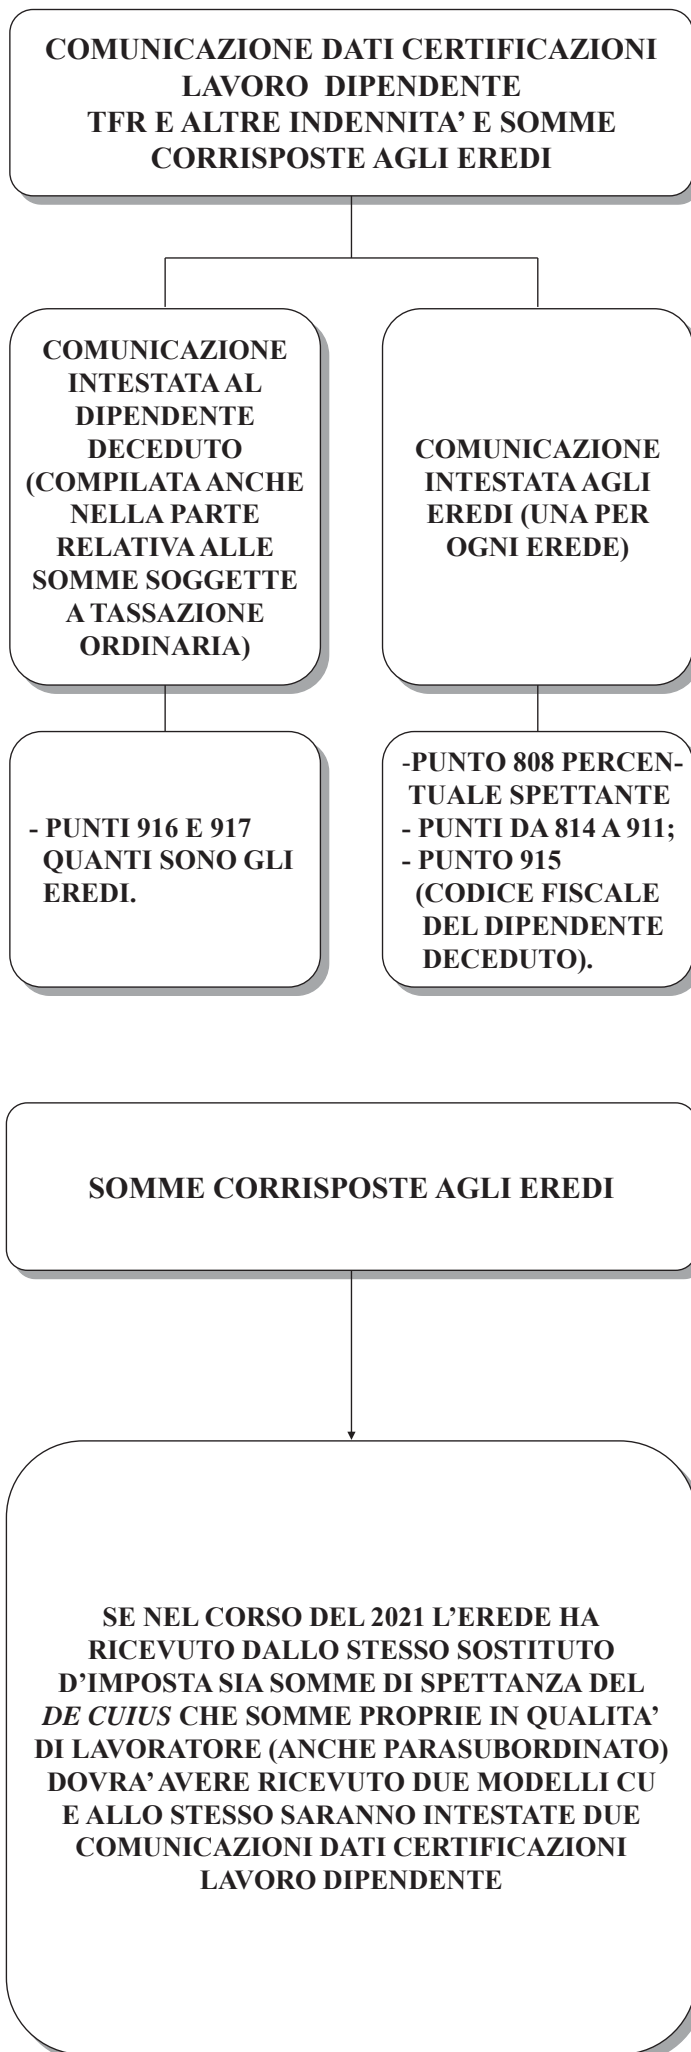 COMUNICAZIONE DATI CERTIFICAZIONI
LAVORO DIPENDENTE
TFR E ALTRE INDENNITA’ E SOMME
CORRISPOSTE AGLI EREDI
COMUNICAZIONE
INTESTATA AL
DIPENDENTE
DECEDUTO
(COMPILATA ANCHE
NELLA PARTE
RELATIVA ALLE
SOMME SOGGETTE
A TASSAZIONE
ORDINARIA)
COMUNICAZIONE
INTESTATA AGLI
EREDI (UNA PER
OGNI EREDE)
- PUNTI 916 E 917
QUANTI SONO GLI
EREDI.
-PUNTO 808 PERCEN-
TUALE SPETTANTE
- PUNTI DA 814 A 911;
- PUNTO 915
(CODICE FISCALE
DEL DIPENDENTE
DECEDUTO).
SOMME CORRISPOSTE AGLI EREDI
SE NEL CORSO DEL 2021 L’EREDE HA
RICEVUTO DALLO STESSO SOSTITUTO
D’IMPOSTA SIA SOMME DI SPETTANZA DEL
DE CUIUS CHE SOMME PROPRIE IN QUALITA’
DI LAVORATORE (ANCHE PARASUBORDINATO)
DOVRA’ AVERE RICEVUTO DUE MODELLI CU
E ALLO STESSO SARANNO INTESTATE DUE
COMUNICAZIONI DATI CERTIFICAZIONI
LAVORO DIPENDENTE